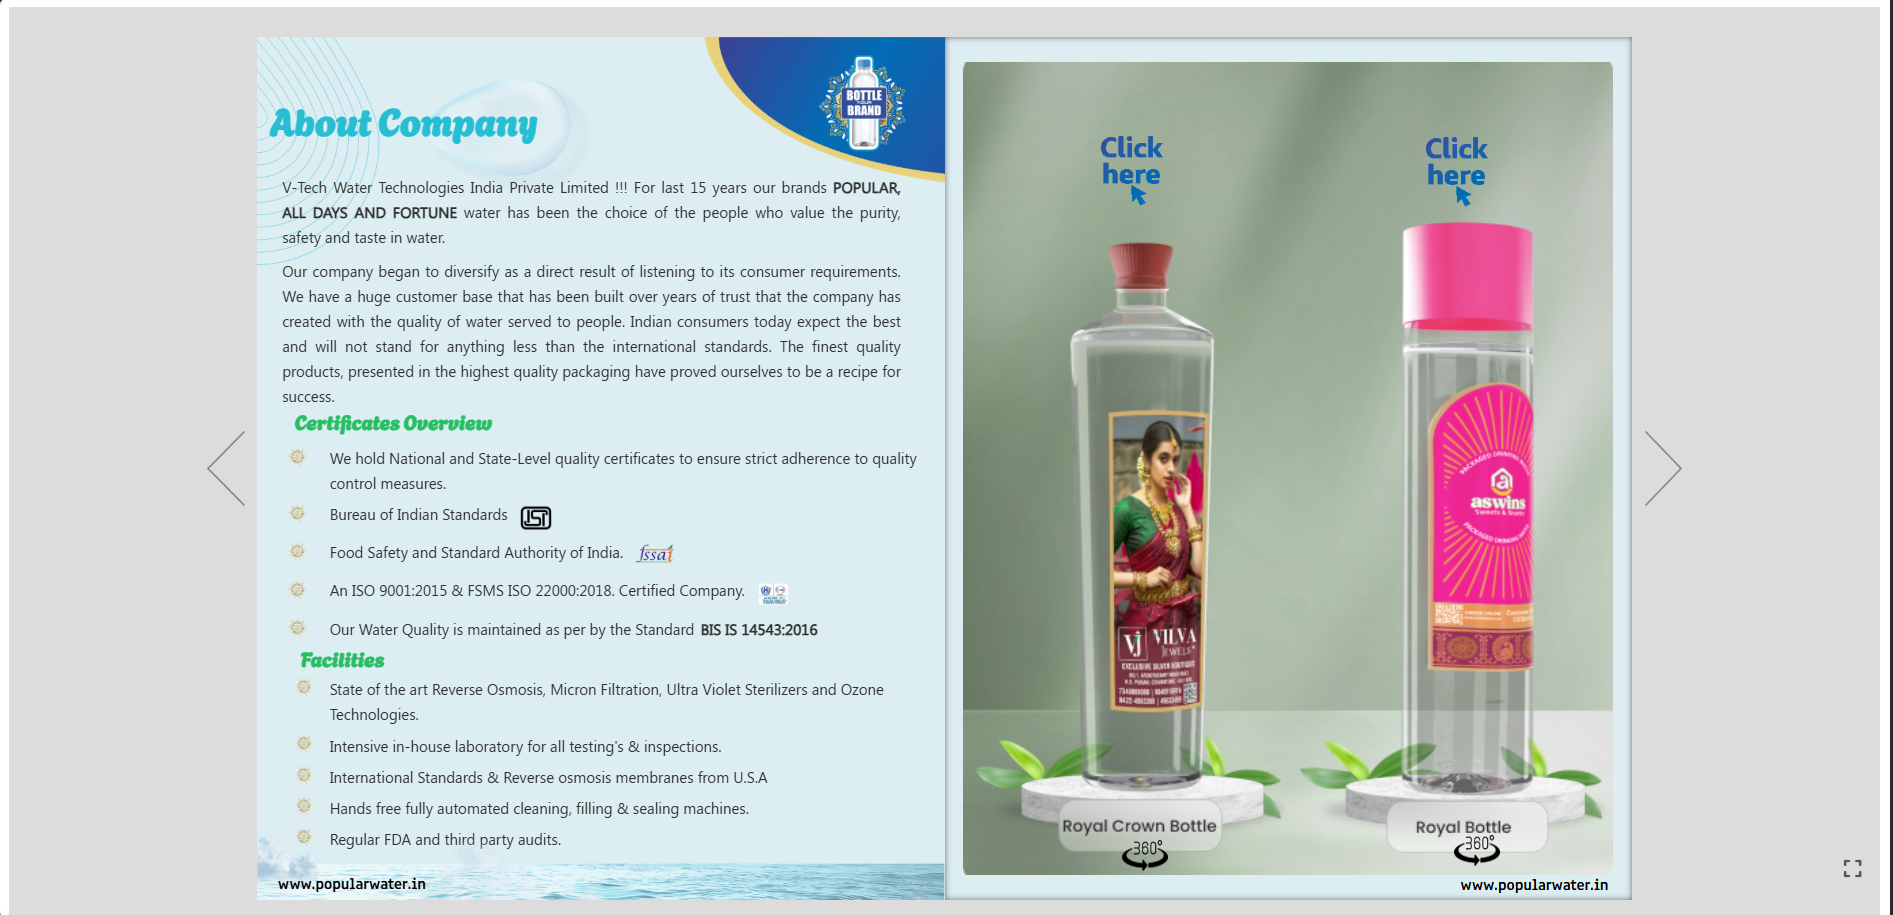 BOTTLE
YOUR
BRAND
About Company
V-Tech Water Technologies India Private Limited !!! For last 15 years our brands POPULAR,
ALL DAYS AND FORTUNE water has been the choice of the people who value the purity,
safety and taste in water.
Our company began to diversify as a direct result of listening to its consumer requirements.
We have a huge customer base that has been built over years of trust that the company has
created with the quality of water served to people. Indian consumers today expect the best
and will not stand for anything less than the international standards. The finest quality
products, presented in the highest quality packaging have proved ourselves to be a recipe for
success.
Certificates Overview
We hold National and State-Level quality certificates to ensure strict adherence to quality
control measures.
Bureau of Indian Standards
Food Safety and Standard Authority of India. fssai
An ISO 9001:2015 & FSMS ISO 22000:2018. Certified Company.
Our Water Quality is maintained as per by the Standard BIS IS 14543:2016
Facilities
State of the art Reverse Osmosis, Micron Filtration, Ultra Violet Sterilizers and Ozone
Technologies.
Intensive in-house laboratory for all testing's & inspections.
International Standards & Reverse osmosis membranes from U.S.A
Hands free fully automated cleaning, filling & sealing machines.
Regular FDA and third party audits.
www.popularwater.in
Click
here
Click
here
VJ VILVA
JEWELS
EXCLUSIVE SILVER BOUTIQUE
PACKAGED DRINKING WATER
a
aswins
Sweets & Snacks
PACKAGED DRINKING WATER
Royal Crown Bottle
360°
Royal Bottle
360°
www.popularwater.in